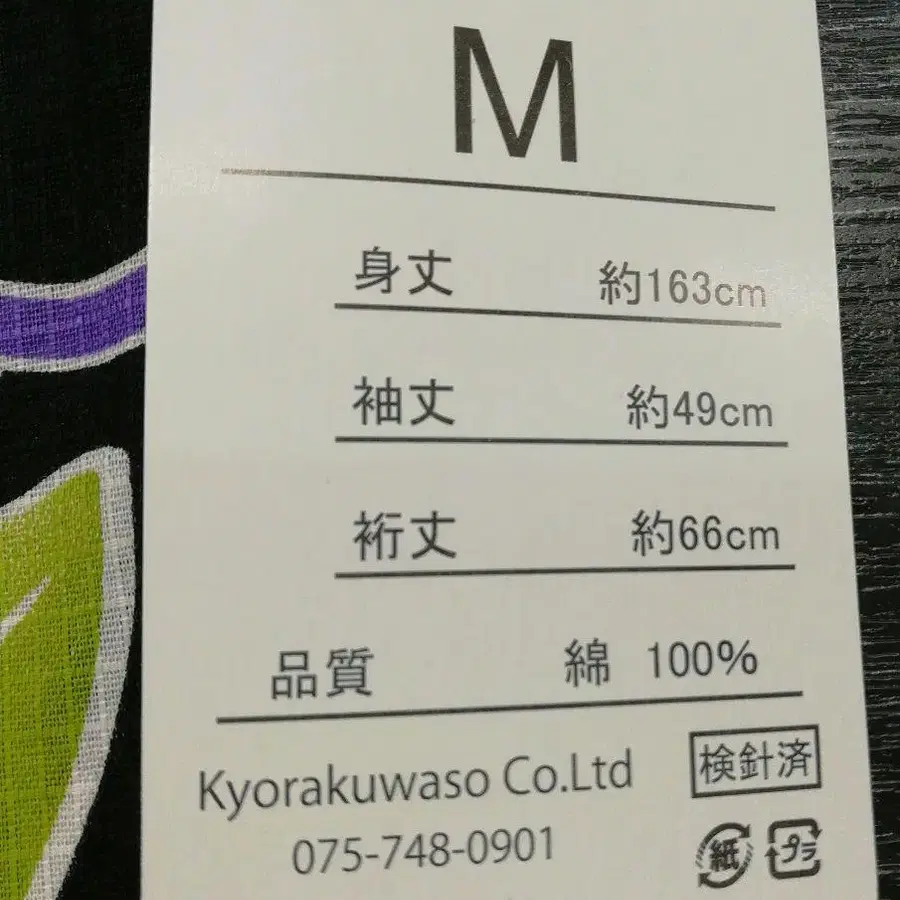 M
身丈 約163cm
袖丈 約49cm
裄丈 約66cm
品質 綿 100%
Kyorakuwaso Co.Ltd 検針済
075-748-0901
紙 プラ